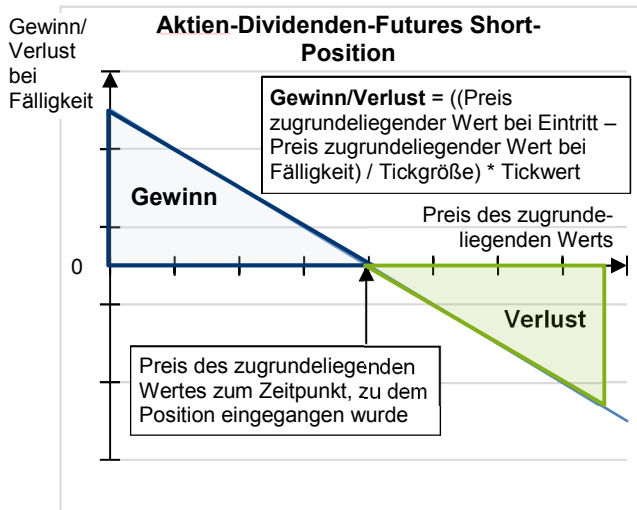 Gewinn/
Verlust
bei
Fälligkeit
Aktien-Dividenden-Futures Short-
Position
Gewinn/Verlust = ((Preis
zugrundeliegender Wert bei Eintritt –
Preis zugrundeliegender Wert bei
Fälligkeit) / Tickgröße) * Tickwert
Gewinn
Preis des zugrunde-
liegenden Werts
0
Verlust
Preis des zugrundeliegenden
Wertes zum Zeitpunkt, zu dem
Position eingegangen wurde